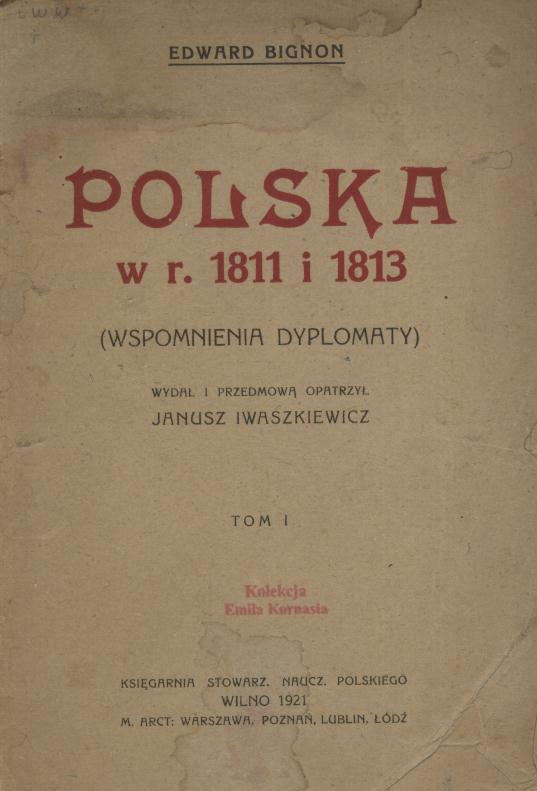 EDWARD BIGNON
POLSKA
w r. 1811 i 1813
(WSPOMNIENIA DYPLOMATY)
WYDAŁ I PRZEDMOWĄ OPATRZYŁ
JANUSZ IWASZKIEWICZ
TOM I
Kolekcja
Emila Kornasia
KSIĘGARNIA STOWARZ. NAUCZ. POLSKIEGO
WILNO 1921
M. ARCT: WARSZAWA, POZNAŃ, LUBLIN, ŁÓDŹ